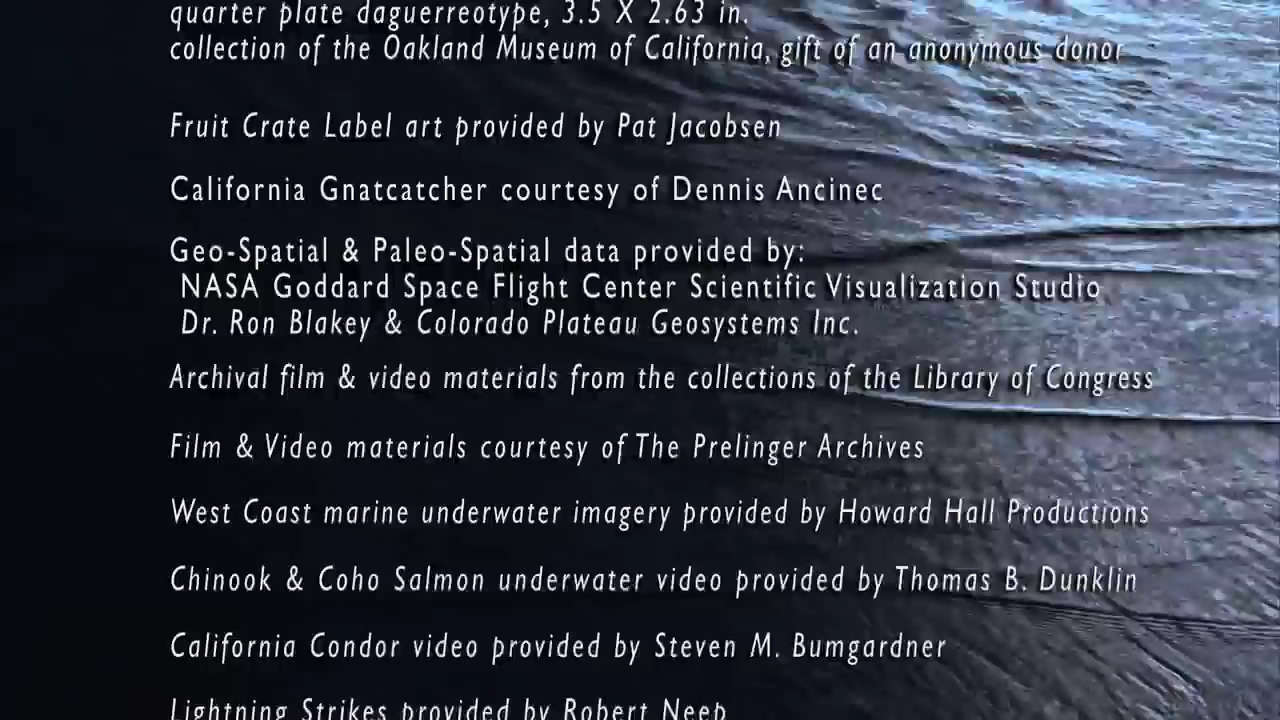 quarter plate daguerreotype, 3.5 X 2.63 in.
collection of the Oakland Museum of California, gift of an anonymous donor
Fruit Crate Label art provided by Pat Jacobsen
California Gnatcatcher courtesy of Dennis Ancinec
Geo-Spatial & Paleo-Spatial data provided by:
NASA Goddard Space Flight Center Scientific Visualization Studio
Dr. Ron Blakey & Colorado Plateau Geosystems Inc.
Archival film & video materials from the collections of the Library of Congress
Film & Video materials courtesy of The Prelinger Archives
West Coast marine underwater imagery provided by Howard Hall Productions
Chinook & Coho Salmon underwater video provided by Thomas B. Dunklin
California Condor video provided by Steven M. Bumgardner
Lightning Strikes provided by Robert Neep